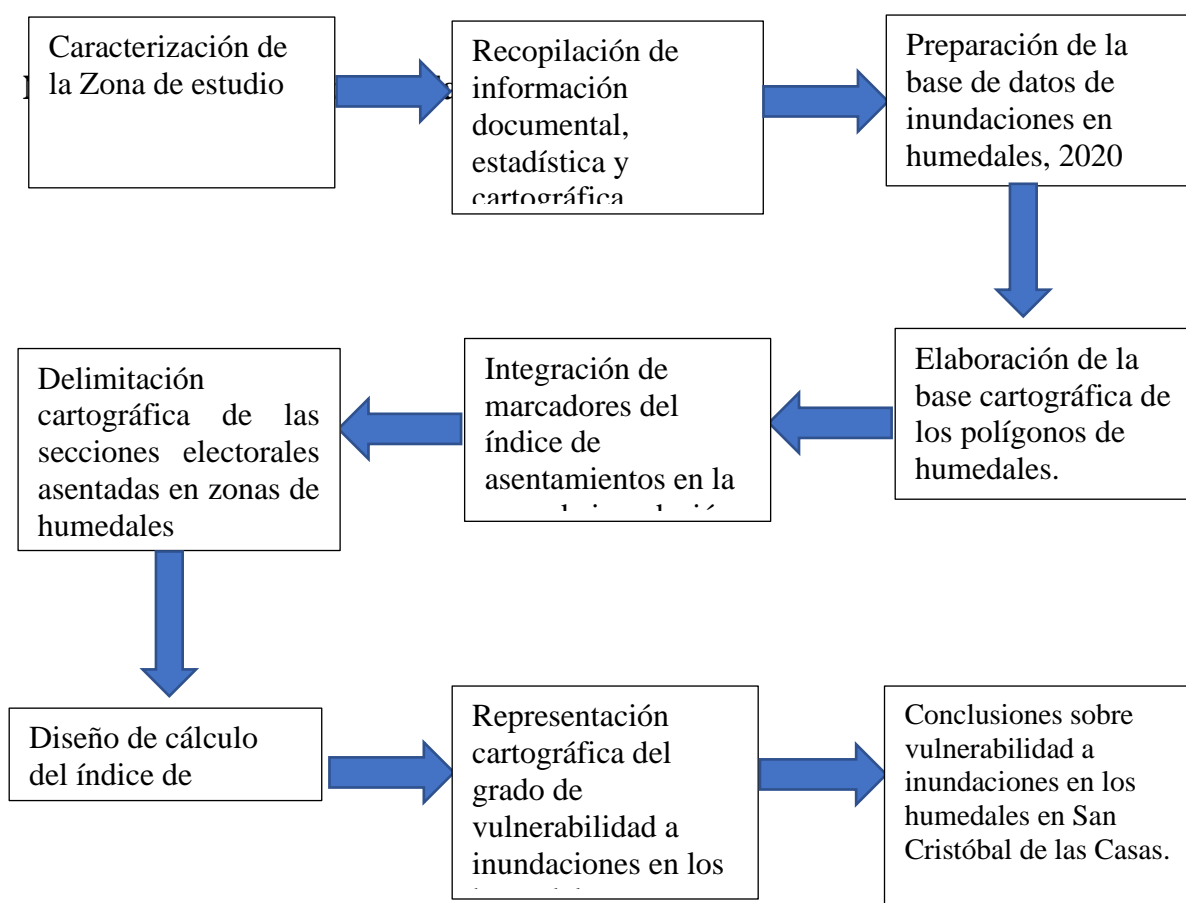 Caracterización de
la Zona de estudio
Recopilación de
información
documental,
estadística y
cartográfica
Preparación de la
base de datos de
inundaciones en
humedales, 2020
Elaboración de la
base cartográfica de
los polígonos de
humedales.
Integración de
marcadores del
índice de
asentamientos en la
Delimitación
cartográfica de las
secciones electorales
asentadas en zonas de
humedales
Diseño de cálculo
del índice de
Representación
cartográfica del
grado de
vulnerabilidad a
inundaciones en los
Conclusiones sobre
vulnerabilidad a
inundaciones en los
humedales en San
Cristóbal de las Casas.